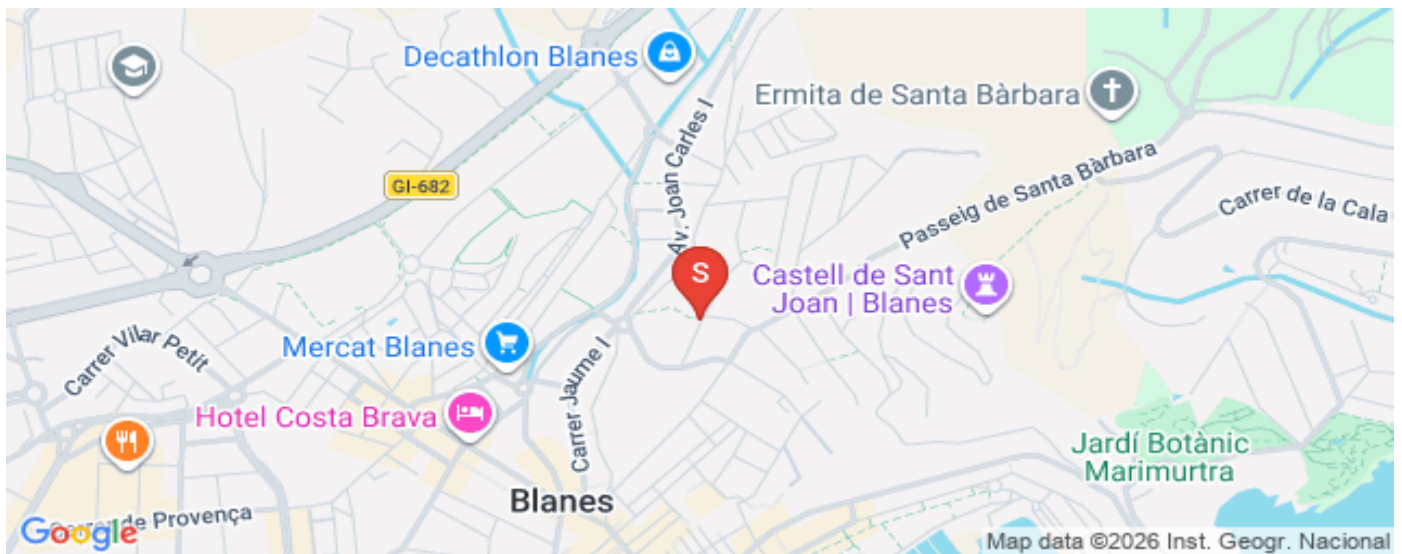 Decathlon Blanes
Ermita de Santa Bàrbara
Av. Joan Carles I
GI-682
Passeig de Santa Bàrbara
Carrer de la Cala
S
Castell de Sant
Joan | Blanes
Carrer Vilar Petit
Mercat Blanes
Carrer Jaume I
Hotel Costa Brava
Jardí Botànic
Marimurtra
Blanes
Carrer de Provença
Google
Map data ©2026 Inst. Geogr. Nacional